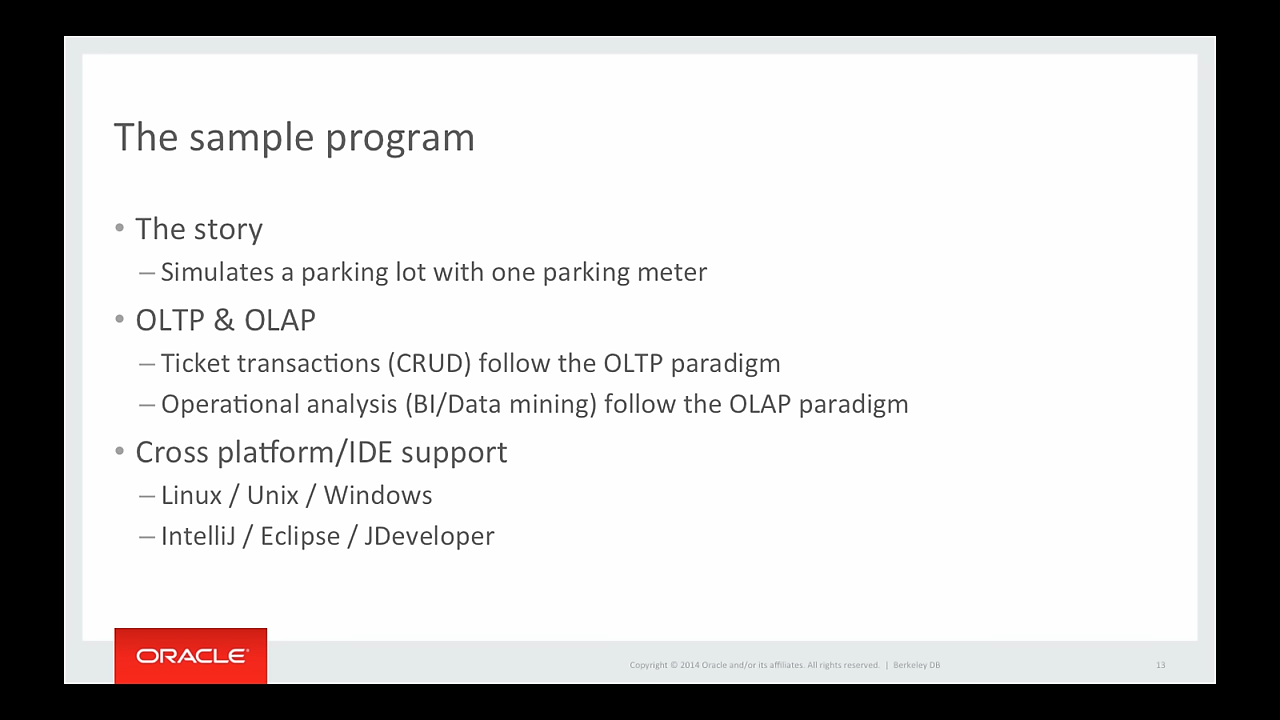 The sample program
• The story
– Simulates a parking lot with one parking meter
• OLTP & OLAP
– Ticket transactions (CRUD) follow the OLTP paradigm
– Operational analysis (BI/Data mining) follow the OLAP paradigm
• Cross platform/IDE support
– Linux / Unix / Windows
– IntelliJ / Eclipse / JDeveloper
ORACLE®
Copyright © 2014 Oracle and/or its affiliates. All rights reserved. | Berkeley DB
13